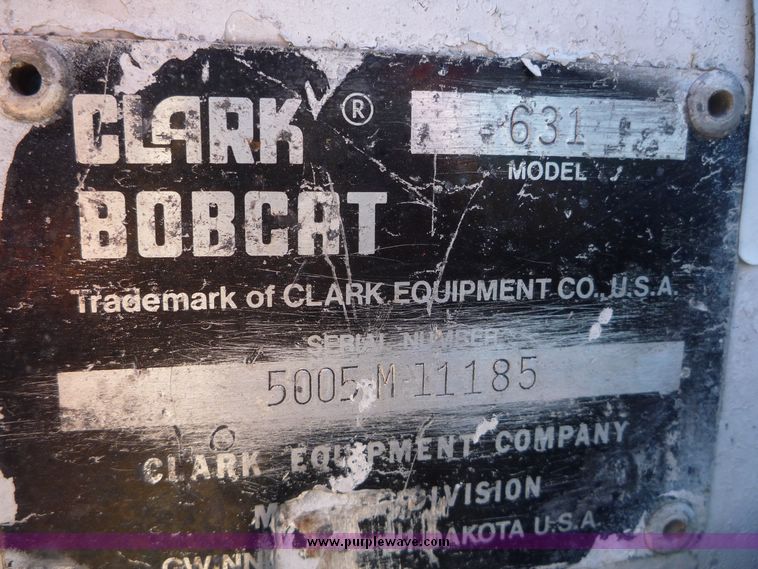 CLARK ®
631
MODEL
BOBCAT
Trademark of CLARK EQUIPMENT CO., U.S.A.
SERIAL NUMBER
5005 M 11185
CLARK EQUIPMENT COMPANY
DIVISION
U.S.A.
www.purplewave.com